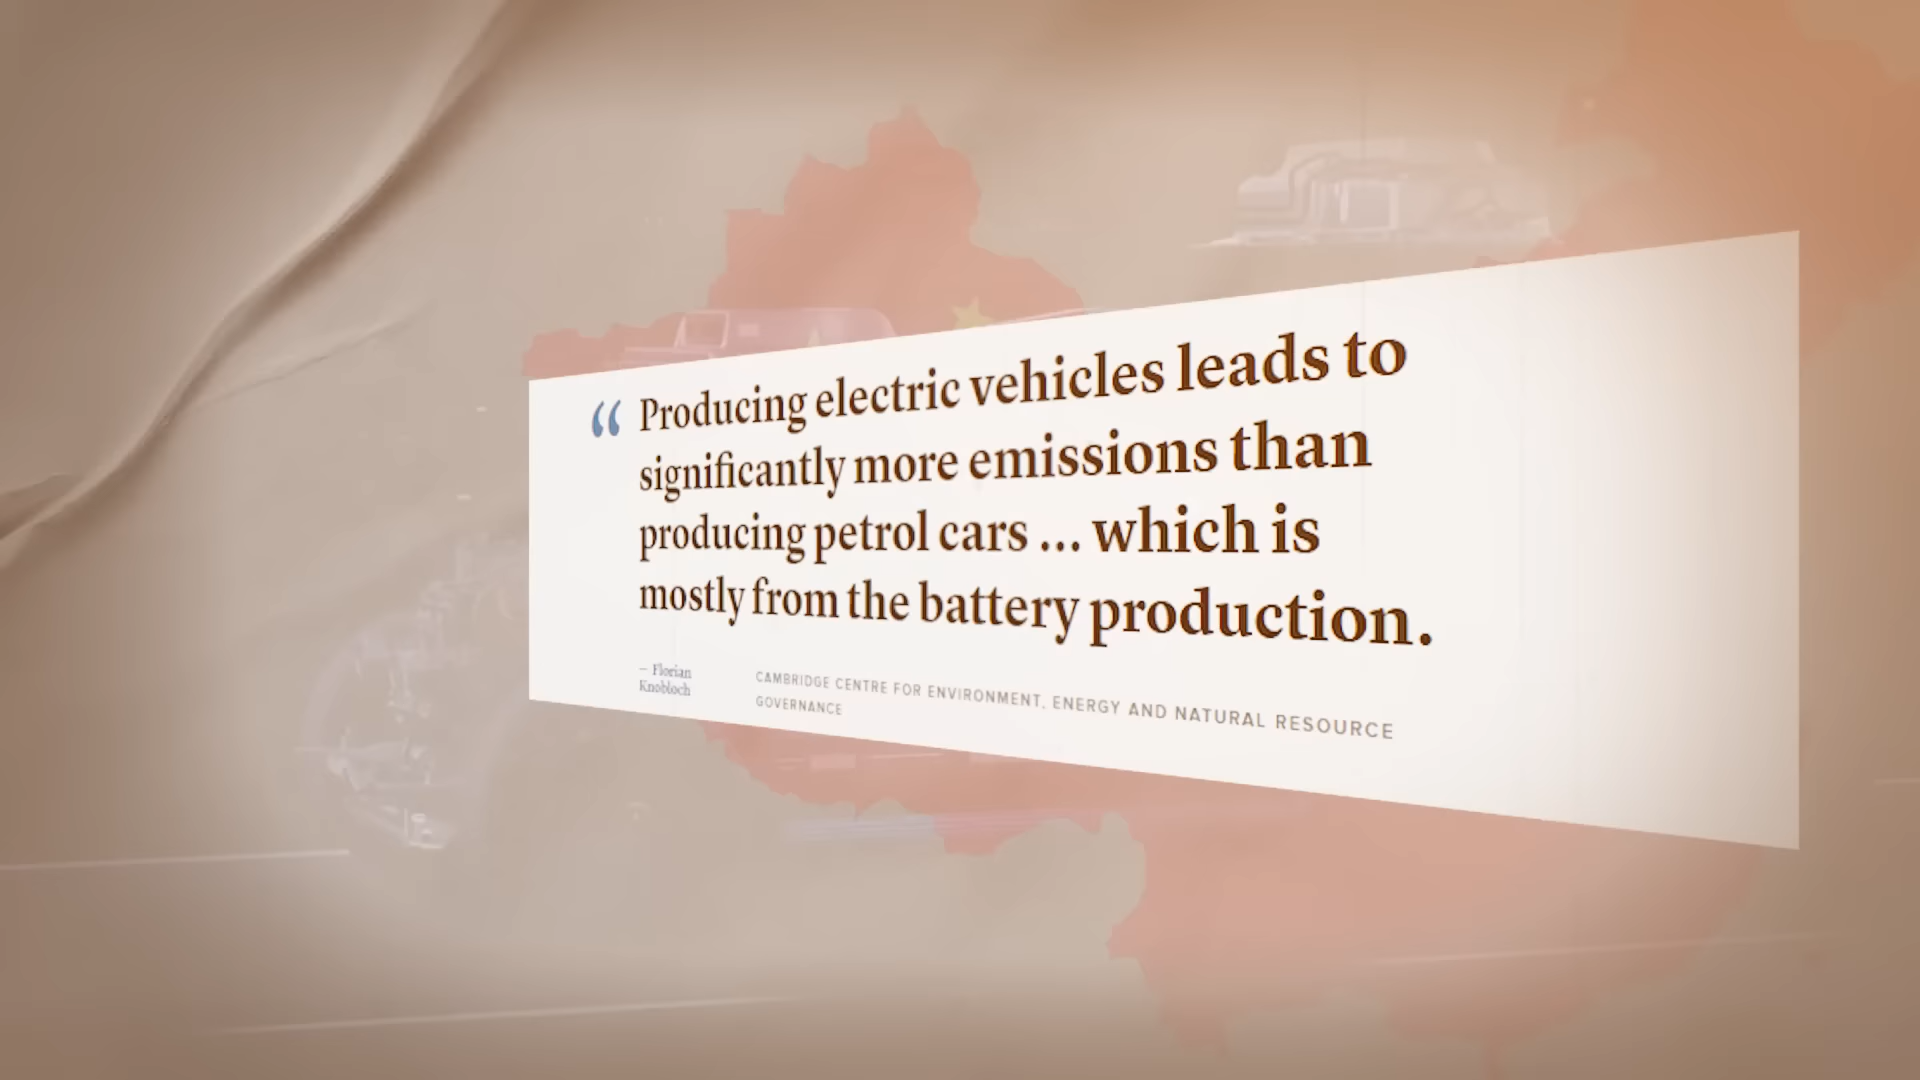 “ Producing electric vehicles leads to
significantly more emissions than
producing petrol cars ... which is
mostly from the battery production.
— Florian
Knobloch
CAMBRIDGE CENTRE FOR ENVIRONMENT, ENERGY AND NATURAL RESOURCE
GOVERNANCE